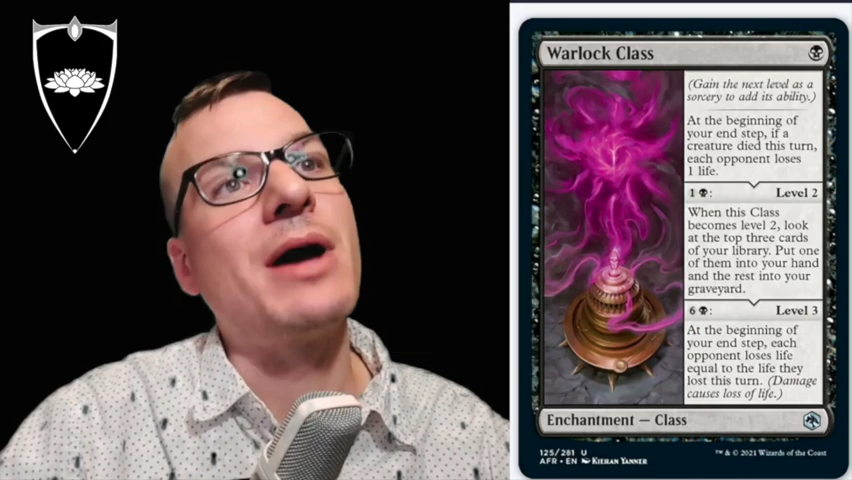 Warlock Class
(Gain the next level as a
sorcery to add its ability.)
At the beginning of
your end step, if a
creature died this turn,
each opponent loses
1 life.
1 : Level 2
When this Class
becomes level 2, look
at the top three cards
of your library. Put one
of them into your hand
and the rest into your
graveyard.
6 : Level 3
At the beginning of
your end step, each
opponent loses life
equal to the life they
lost this turn. (Damage
causes loss of life.)
Enchantment — Class
125/281 U
AFR • EN Kieran Yanner
™ & © 2021 Wizards of the Coast